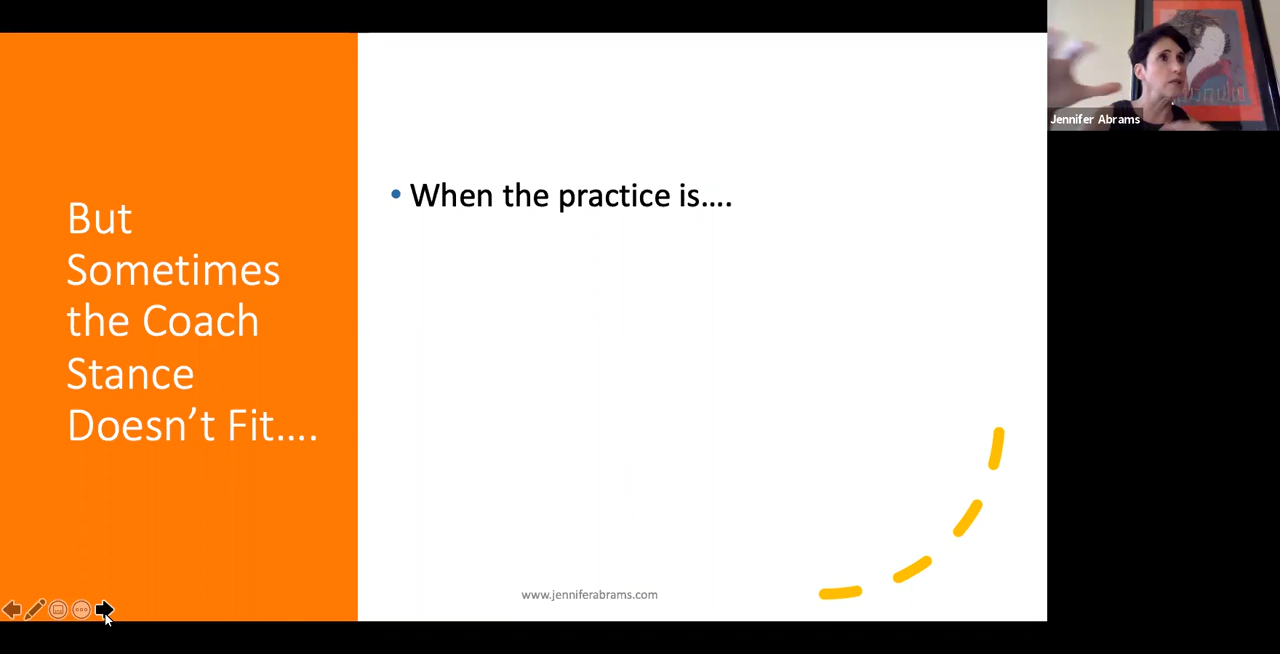 But
Sometimes
the Coach
Stance
Doesn’t Fit….
• When the practice is….
www.jenniferabrams.com
Jennifer Abrams